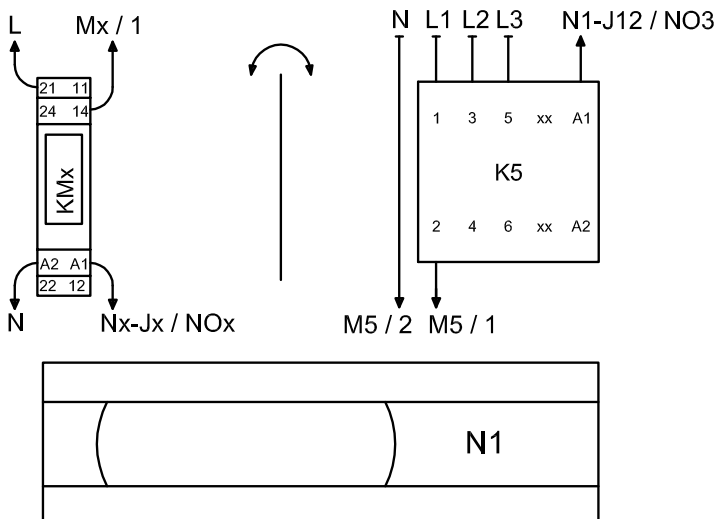 L Mx / 1
21 11
24 14
KMx
A2 A1
22 12
N Nx-Jx / NOx
N L1 L2 L3 N1-J12 / NO3
1 3 5 xx A1
K5
2 4 6 xx A2
M5 / 2 M5 / 1
N1